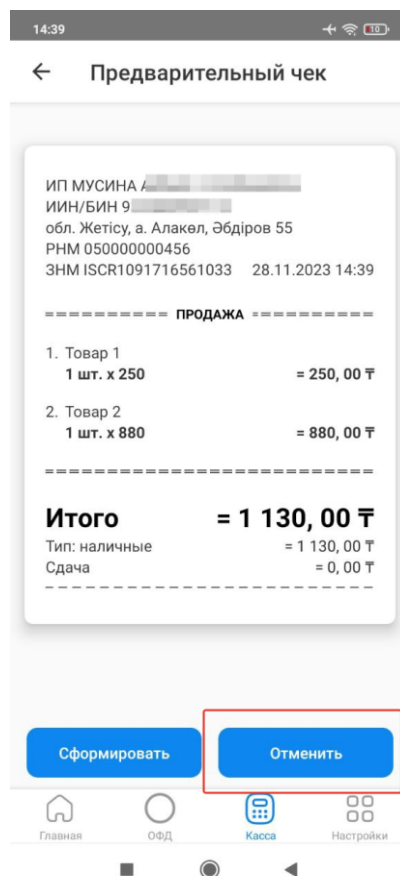 14:39
10
Предварительный чек
ИП МУСИНА
ИИН/БИН 9
обл. Жетісу, а. Алакөл, Әбдіров 55
РНМ 050000000456
ЗНМ ISCR1091716561033 28.11.2023 14:39
========== ПРОДАЖА ==========
1. Товар 1
1 шт. x 250 = 250, 00 ₸
2. Товар 2
1 шт. x 880 = 880, 00 ₸
==========================
Итого = 1 130, 00 ₸
Тип: наличные = 1 130, 00 ₸
Сдача = 0, 00 ₸
Сформировать Отменить
Главная ОФД Касса Настройки